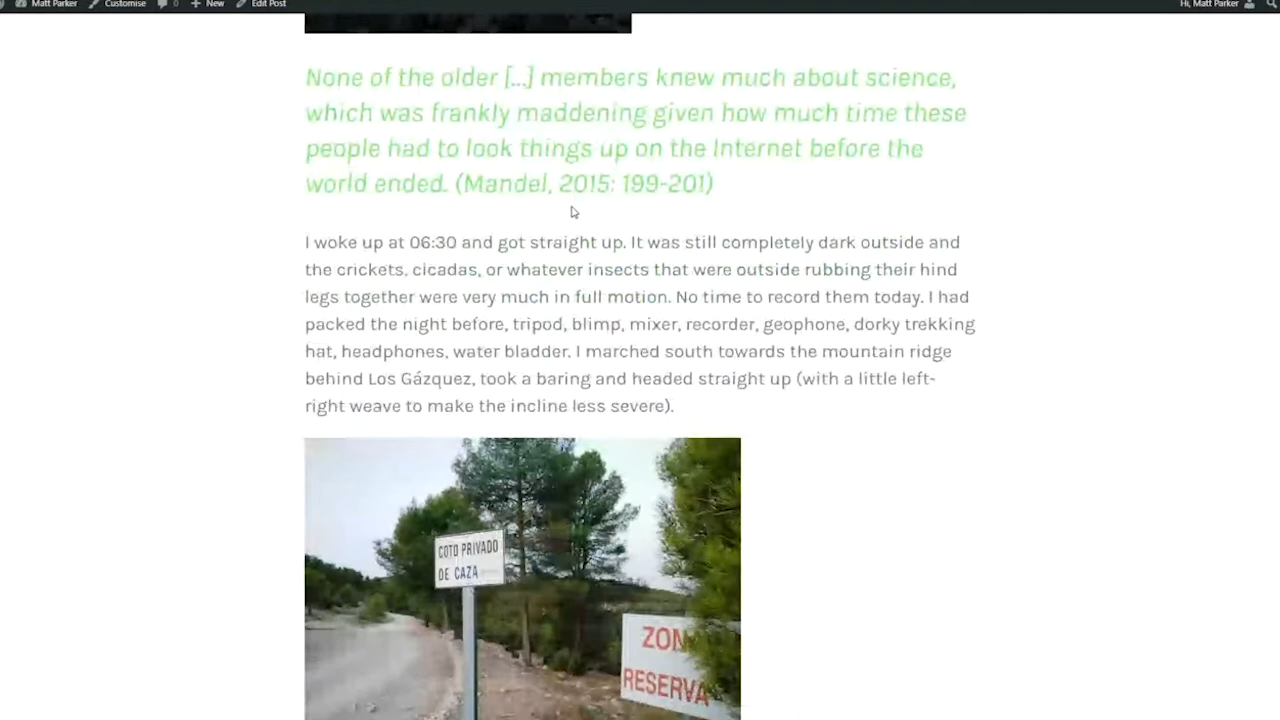 Matt Parker Customise 0 New Edit Post Hi, Matt Parker
None of the older [...] members knew much about science,
which was frankly maddening given how much time these
people had to look things up on the Internet before the
world ended. (Mandel, 2015: 199-201)
I woke up at 06:30 and got straight up. It was still completely dark outside and
the crickets, cicadas, or whatever insects that were outside rubbing their hind
legs together were very much in full motion. No time to record them today. I had
packed the night before, tripod, blimp, mixer, recorder, geophone, dorky trekking
hat, headphones, water bladder. I marched south towards the mountain ridge
behind Los Gázquez, took a baring and headed straight up (with a little left-
right weave to make the incline less severe).
COTO PRIVADO
DE CAZA
ZON
RESERVA